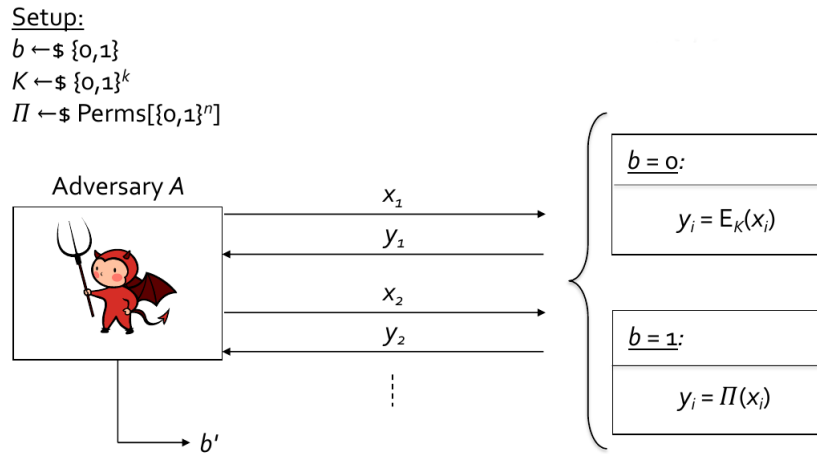 Setup:
b ←$ {0,1}
K ←$ {0,1}ᵏ
Π ←$ Perms[{0,1}ⁿ]
Adversary A
x₁
y₁
x₂
y₂
b'
b = 0:
yᵢ = E_K(xᵢ)
b = 1:
yᵢ = Π(xᵢ)